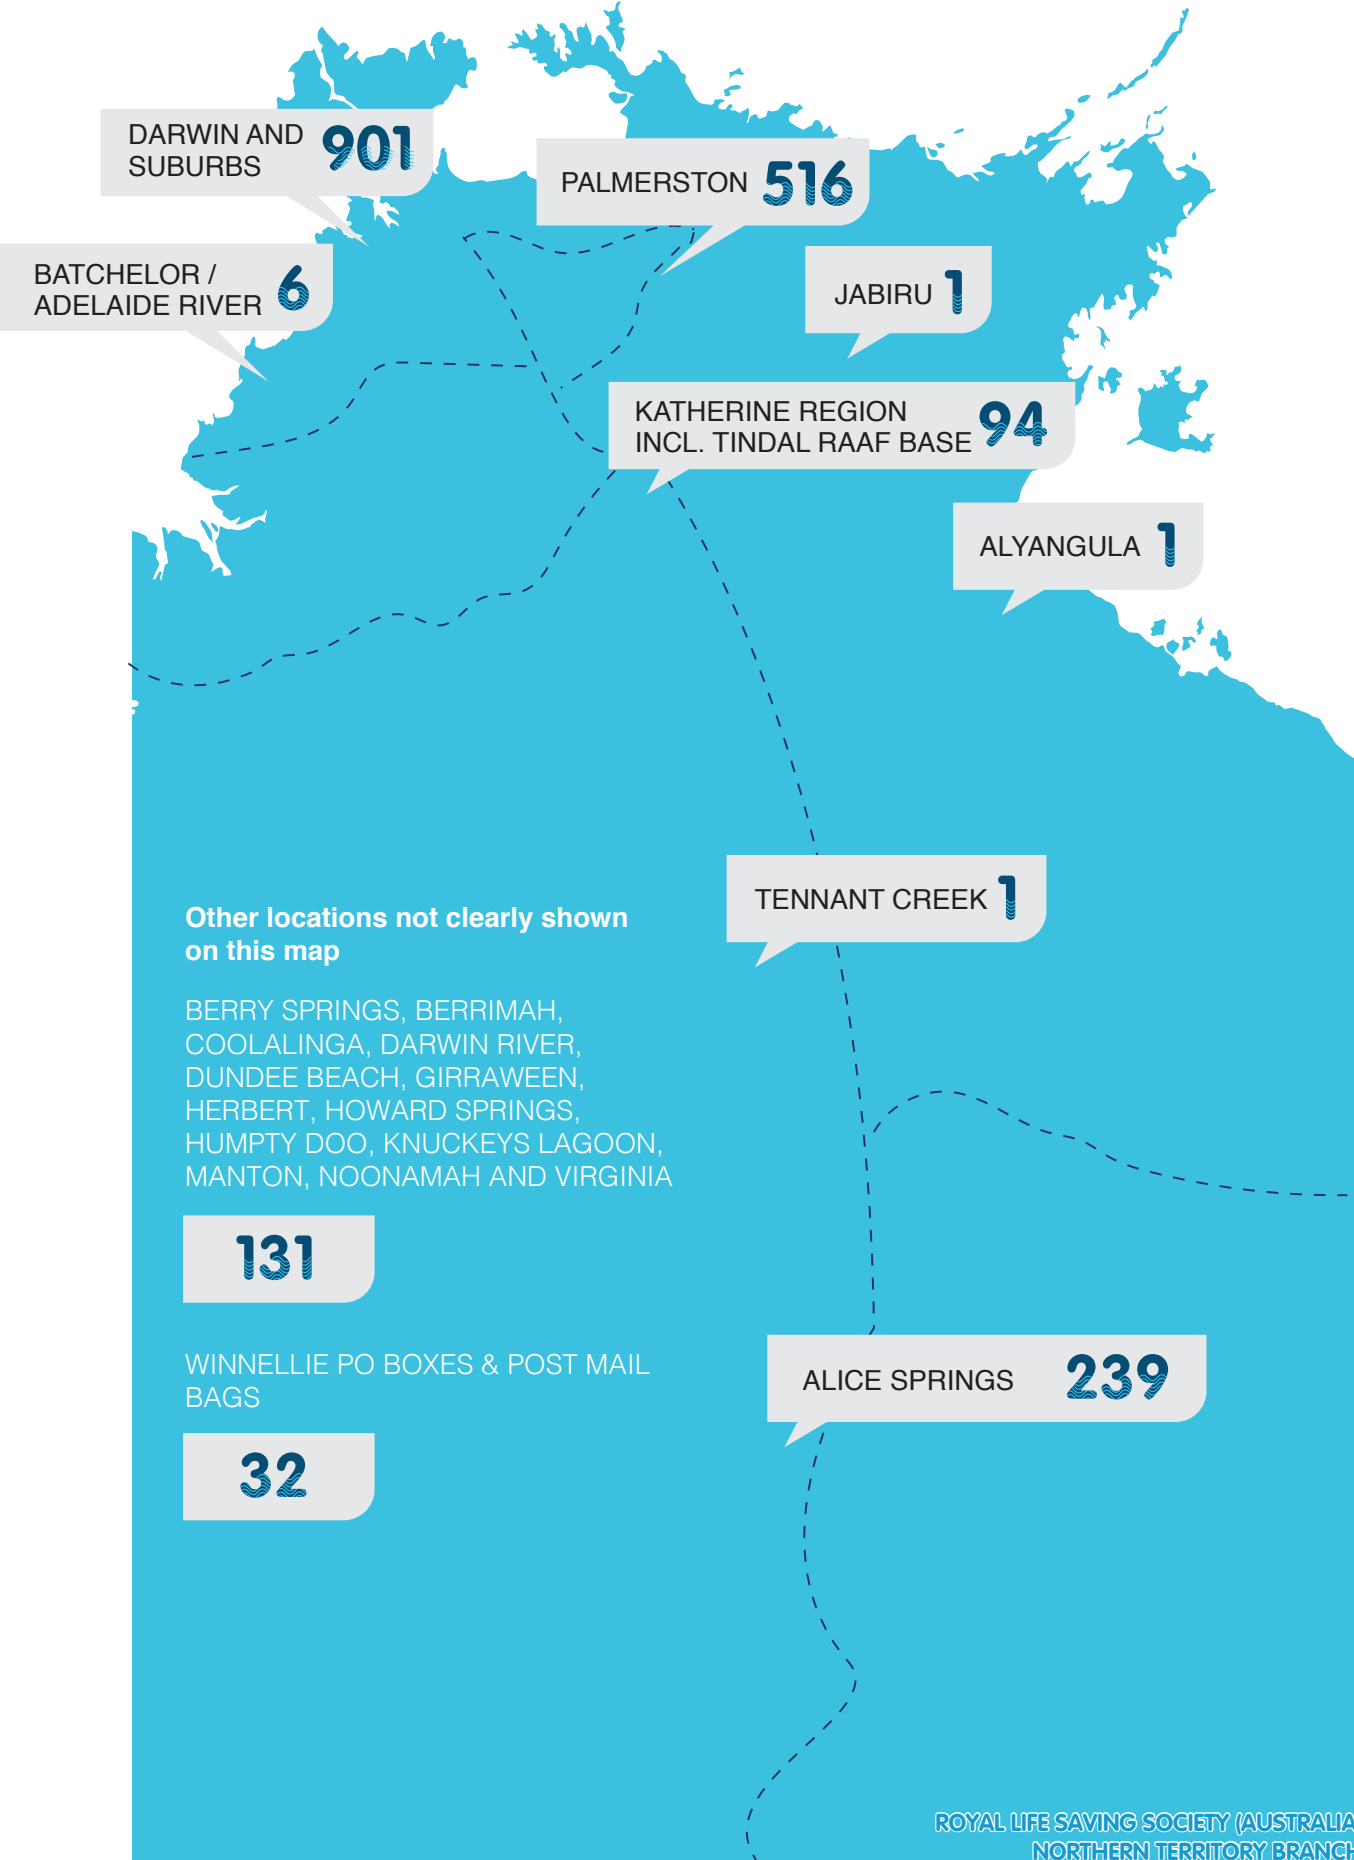 DARWIN AND
SUBURBS 901
PALMERSTON 516
BATCHELOR /
ADELAIDE RIVER 6
JABIRU 1
KATHERINE REGION
INCL. TINDAL RAAF BASE 94
ALYANGULA 1
TENNANT CREEK 1
Other locations not clearly shown
on this map
BERRY SPRINGS, BERRIMAH,
COOLALINGA, DARWIN RIVER,
DUNDEE BEACH, GIRRAWEEN,
HERBERT, HOWARD SPRINGS,
HUMPTY DOO, KNUCKEYS LAGOON,
MANTON, NOONAMAH AND VIRGINIA
131
WINNELLIE PO BOXES & POST MAIL
BAGS
32
ALICE SPRINGS 239
ROYAL LIFE SAVING SOCIETY (AUSTRALIA
NORTHERN TERRITORY BRANCH